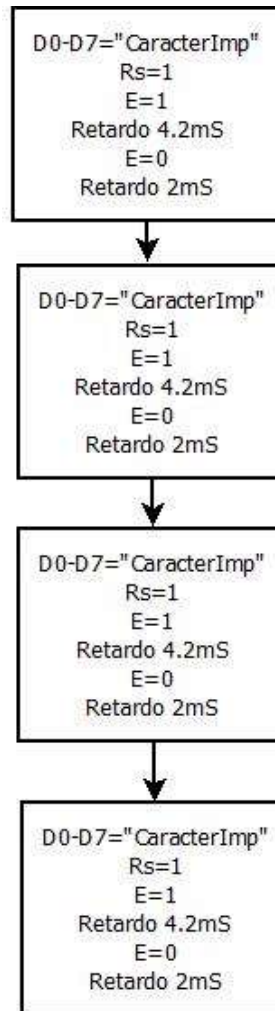 D0-D7="CaracterImp"
Rs=1
E=1
Retardo 4.2mS
E=0
Retardo 2mS
D0-D7="CaracterImp"
Rs=1
E=1
Retardo 4.2mS
E=0
Retardo 2mS
D0-D7="CaracterImp"
Rs=1
E=1
Retardo 4.2mS
E=0
Retardo 2mS
D0-D7="CaracterImp"
Rs=1
E=1
Retardo 4.2mS
E=0
Retardo 2mS